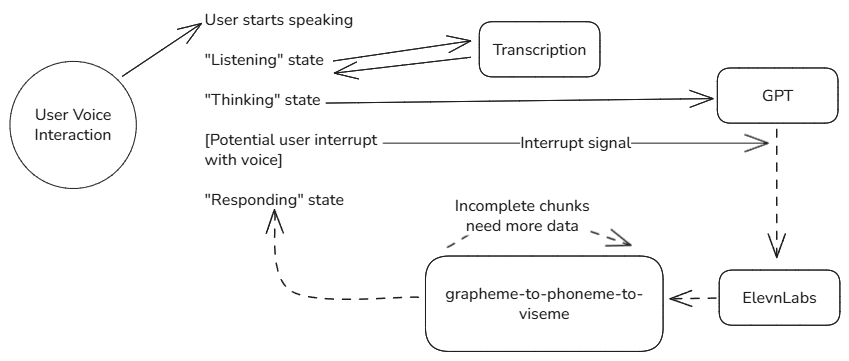 User starts speaking
"Listening" state
Transcription
User Voice
Interaction
"Thinking" state
GPT
[Potential user interrupt
with voice]
Interrupt signal
"Responding" state
Incomplete chunks
need more data
grapheme-to-phoneme-to-
viseme
ElevnLabs